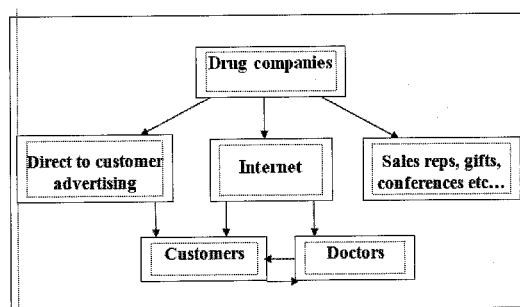 Drug companies
Direct to customer
advertising
Internet
Sales reps, gifts,
conferences etc...
Customers
Doctors